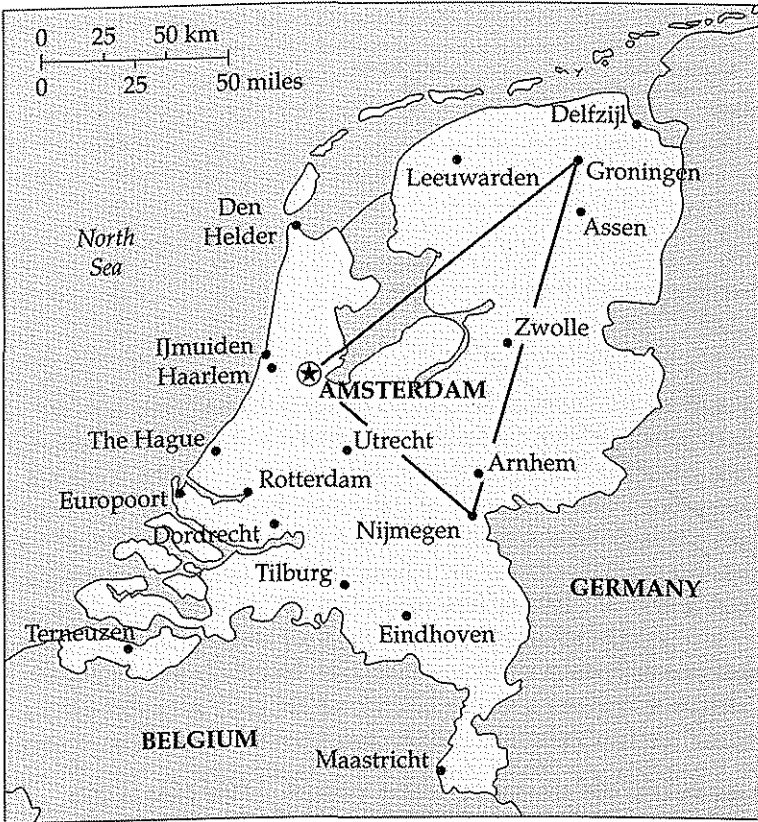 0 25 50 km
0 25 50 miles
Delfzijl
Leeuwarden
Groningen
Den
Helder
Assen
North
Sea
Zwolle
IJmuiden
Haarlem
AMSTERDAM
The Hague
Utrecht
Arnhem
Europoort
Rotterdam
Dordrecht
Nijmegen
Tilburg
GERMANY
Eindhoven
Terneuzen
BELGIUM
Maastricht